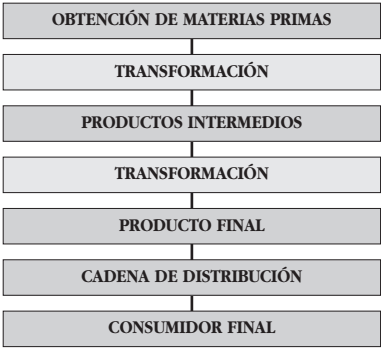 OBTENCIÓN DE MATERIAS PRIMAS
TRANSFORMACIÓN
PRODUCTOS INTERMEDIOS
TRANSFORMACIÓN
PRODUCTO FINAL
CADENA DE DISTRIBUCIÓN
CONSUMIDOR FINAL